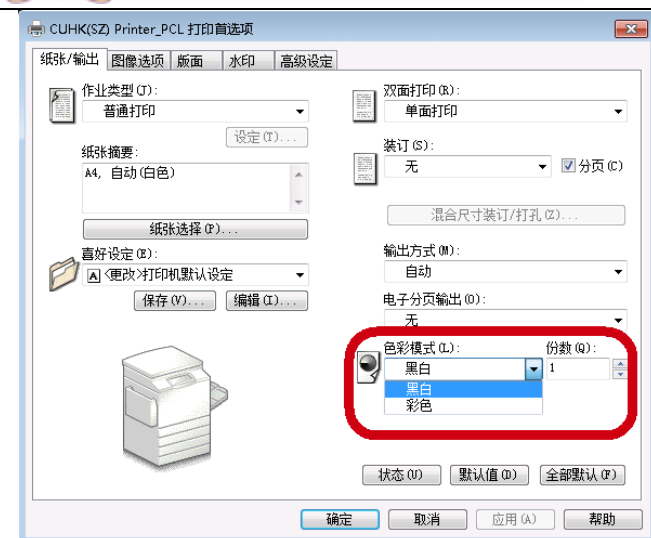 CUHK(SZ) Printer_PCL 打印首选项
纸张/输出 图像选项 版面 水印 高级设定
作业类型(J):
普通打印
设定(T)...
纸张摘要:
A4, 自动(白色)
纸张选择(P)...
喜好设定(E):
A <更改>打印机默认设定
保存(V)... 编辑(I)...
双面打印(R):
单面打印
装订(S):
无 分页(C)
混合尺寸装订/打孔(Z)...
输出方式(M):
自动
电子分页输出(O):
无
色彩模式(L): 份数(Q):
黑白 1
黑白
彩色
状态(U) 默认值(D) 全部默认(F)
确定 取消 应用(A) 帮助